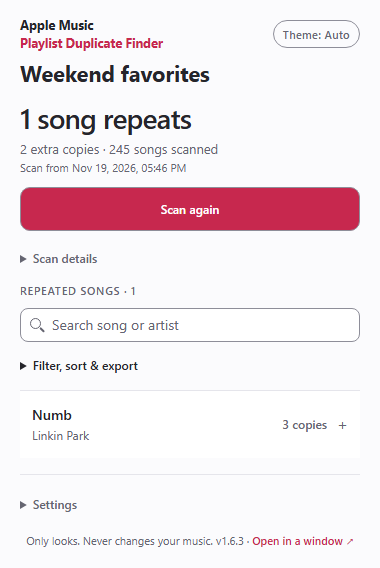 Apple Music
Playlist Duplicate Finder
Theme: Auto
Weekend favorites
1 song repeats
2 extra copies · 245 songs scanned
Scan from Nov 19, 2026, 05:46 PM
Scan again
Scan details
REPEATED SONGS · 1
Search song or artist
Filter, sort & export
Numb
Linkin Park
3 copies +
Settings
Only looks. Never changes your music. v1.6.3 · Open in a window ↗